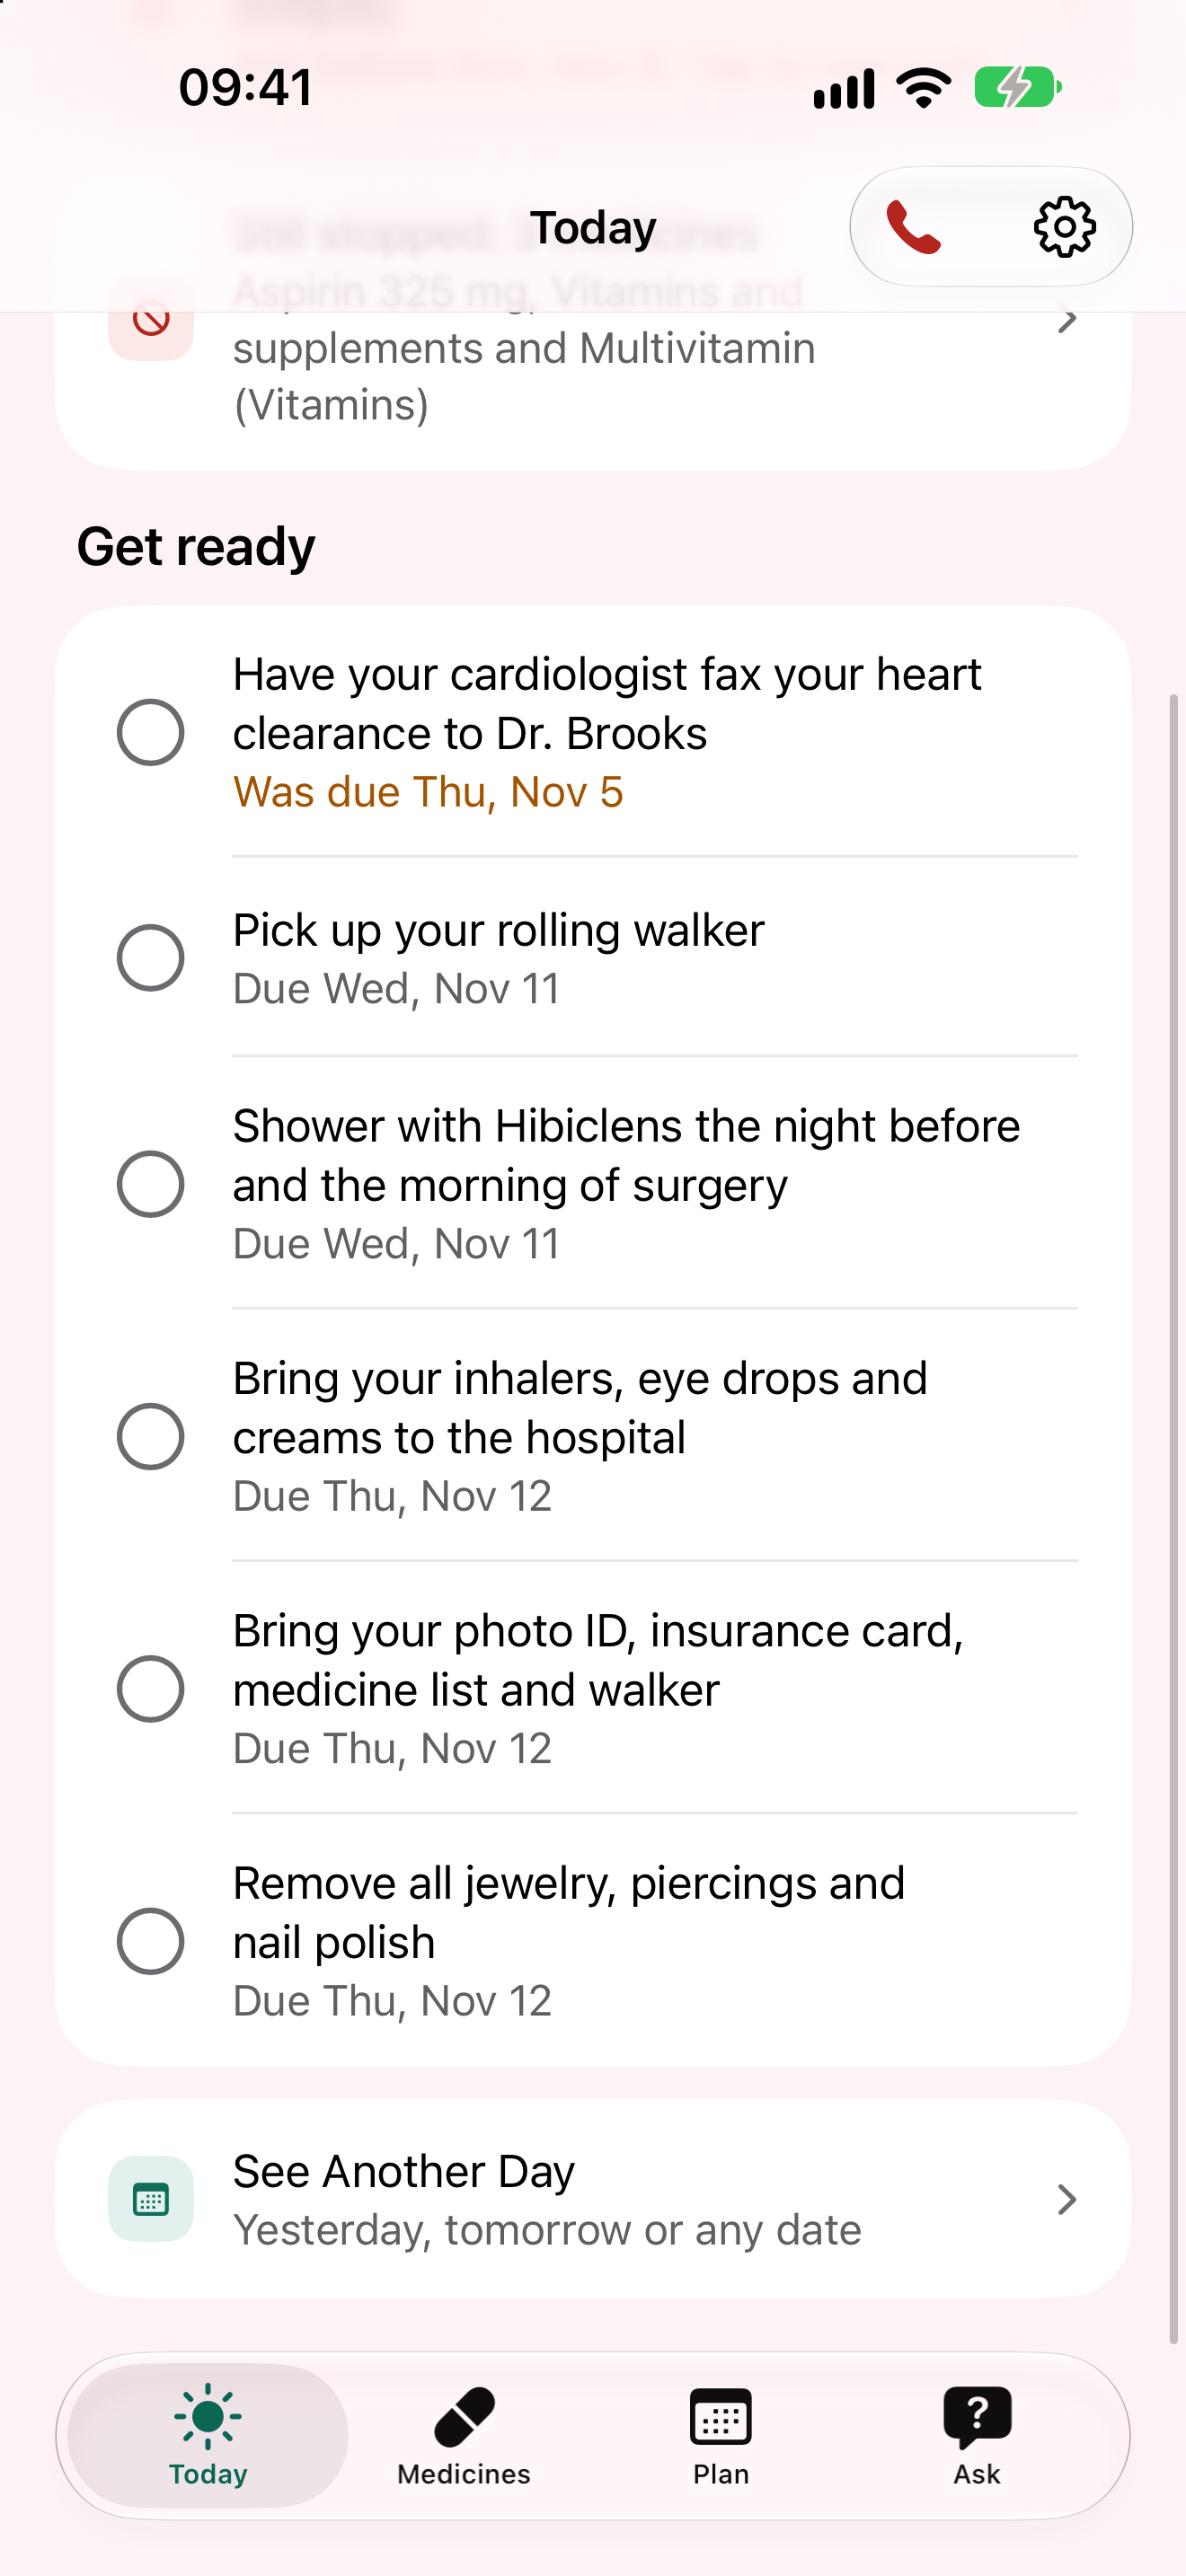 09:41
Today
Aspirin 325 mg, Vitamins and
supplements and Multivitamin
(Vitamins)
Get ready
Have your cardiologist fax your heart
clearance to Dr. Brooks
Was due Thu, Nov 5
Pick up your rolling walker
Due Wed, Nov 11
Shower with Hibiclens the night before
and the morning of surgery
Due Wed, Nov 11
Bring your inhalers, eye drops and
creams to the hospital
Due Thu, Nov 12
Bring your photo ID, insurance card,
medicine list and walker
Due Thu, Nov 12
Remove all jewelry, piercings and
nail polish
Due Thu, Nov 12
See Another Day
Yesterday, tomorrow or any date
Today
Medicines
Plan
Ask